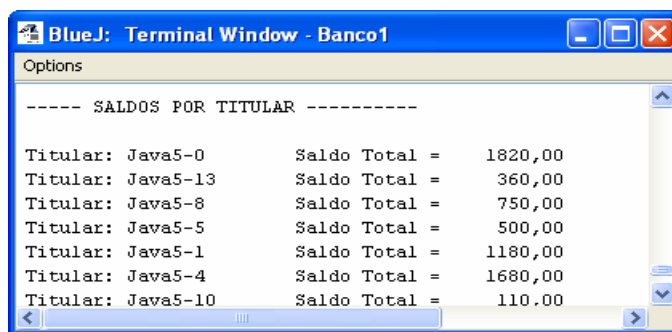 BlueJ: Terminal Window - Banco1
Options
----- SALDOS POR TITULAR ----------
Titular: Java5-0 Saldo Total = 1820,00
Titular: Java5-13 Saldo Total = 360,00
Titular: Java5-8 Saldo Total = 750,00
Titular: Java5-5 Saldo Total = 500,00
Titular: Java5-1 Saldo Total = 1180,00
Titular: Java5-4 Saldo Total = 1680,00
Titular: Java5-10 Saldo Total = 110,00